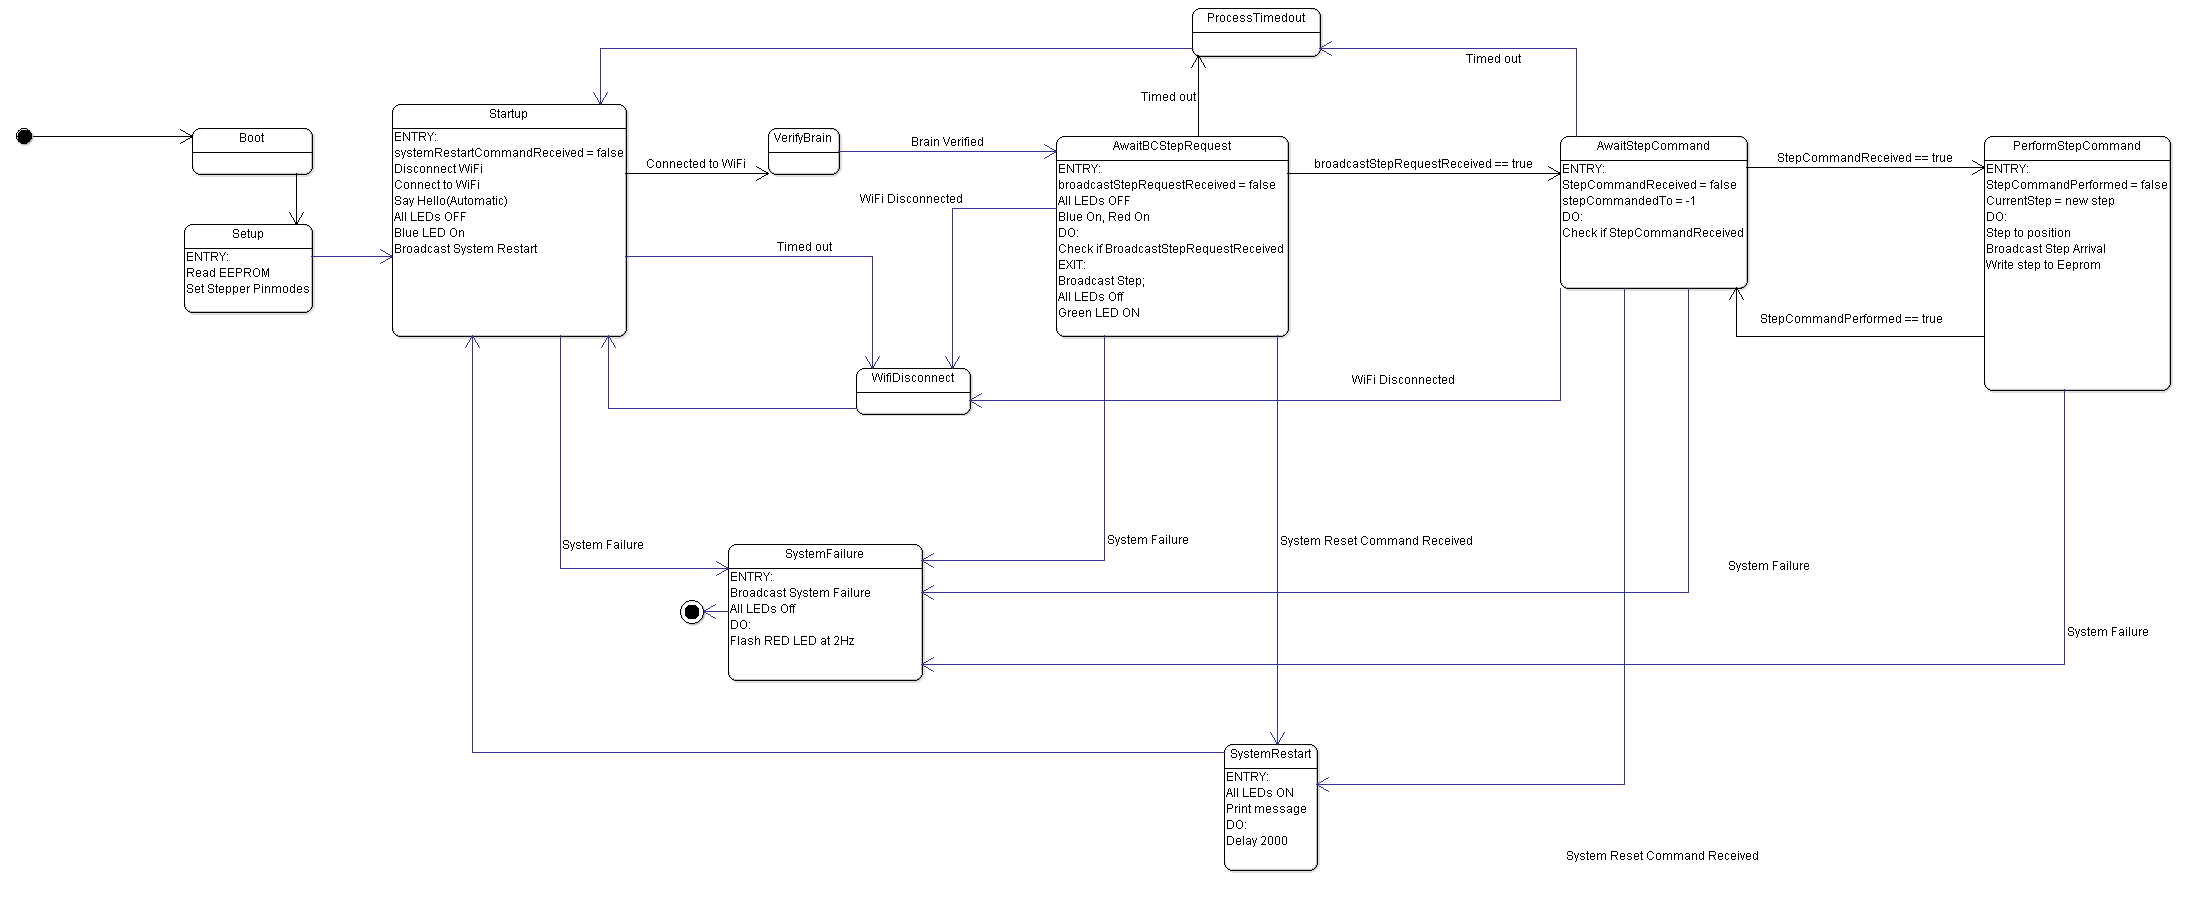 ProcessTimedout
Timed out
Timed out
Boot
Setup
ENTRY:
Read EEPROM
Set Stepper Pinmodes
Startup
ENTRY:
systemRestartCommandReceived = false
Disconnect WiFi
Connect to WiFi
Say Hello(Automatic)
All LEDs OFF
Blue LED On
Broadcast System Restart
Connected to WiFi
VerifyBrain
Brain Verified
WiFi Disconnected
Timed out
AwaitBCStepRequest
ENTRY:
broadcastStepRequestReceived = false
All LEDs OFF
Blue On, Red On
DO:
Check if BroadcastStepRequestReceived
EXIT:
Broadcast Step;
All LEDs Off
Green LED ON
broadcastStepRequestReceived == true
AwaitStepCommand
ENTRY:
StepCommandReceived = false
stepCommandedTo = -1
DO:
Check if StepCommandReceived
StepCommandReceived == true
PerformStepCommand
ENTRY:
StepCommandPerformed = false
CurrentStep = new step
DO:
Step to position
Broadcast Step Arrival
Write step to Eeprom
StepCommandPerformed == true
WifiDisconnect
WiFi Disconnected
System Failure
SystemFailure
ENTRY:
Broadcast System Failure
All LEDs Off
DO:
Flash RED LED at 2Hz
System Failure
System Reset Command Received
System Failure
System Failure
SystemRestart
ENTRY:
All LEDs ON
Print message
DO:
Delay 2000
System Reset Command Received